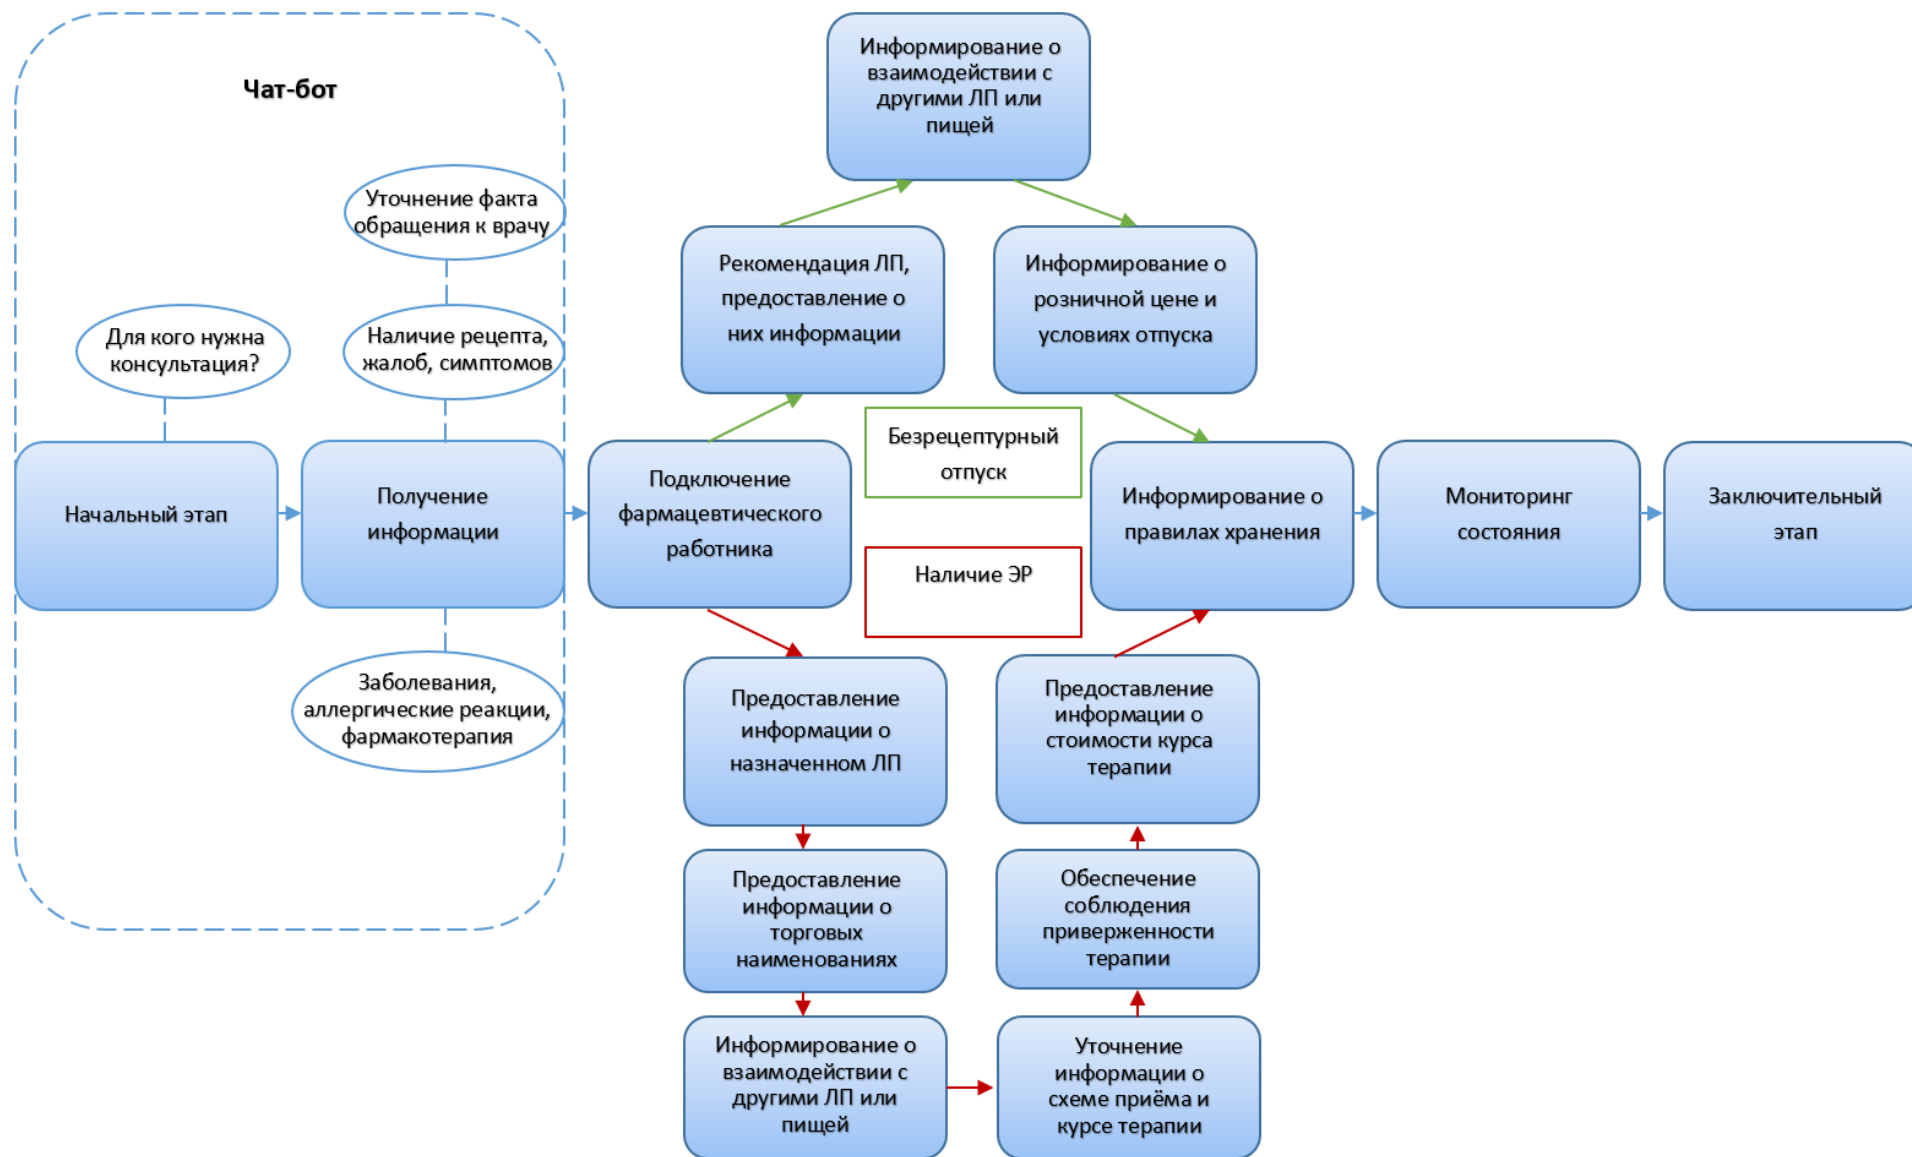 Чат-бот
Для кого нужна
консультация?
Уточнение факта
обращения к врачу
Наличие рецепта,
жалоб, симптомов
Начальный этап
Получение
информации
Заболевания,
аллергические реакции,
фармакотерапия
Подключение
фармацевтического
работника
Рекомендация ЛП,
предоставление о
них информации
Информирование о
взаимодействии с
другими ЛП или
пищей
Информирование о
розничной цене и
условиях отпуска
Безрецептурный
отпуск
Наличие ЭР
Предоставление
информации о
назначенном ЛП
Предоставление
информации о
торговых
наименованиях
Информирование о
взаимодействии с
другими ЛП или
пищей
Уточнение
информации о
схеме приёма и
курсе терапии
Обеспечение
соблюдения
приверженности
терапии
Предоставление
информации о
стоимости курса
терапии
Информирование о
правилах хранения
Мониторинг
состояния
Заключительный
этап